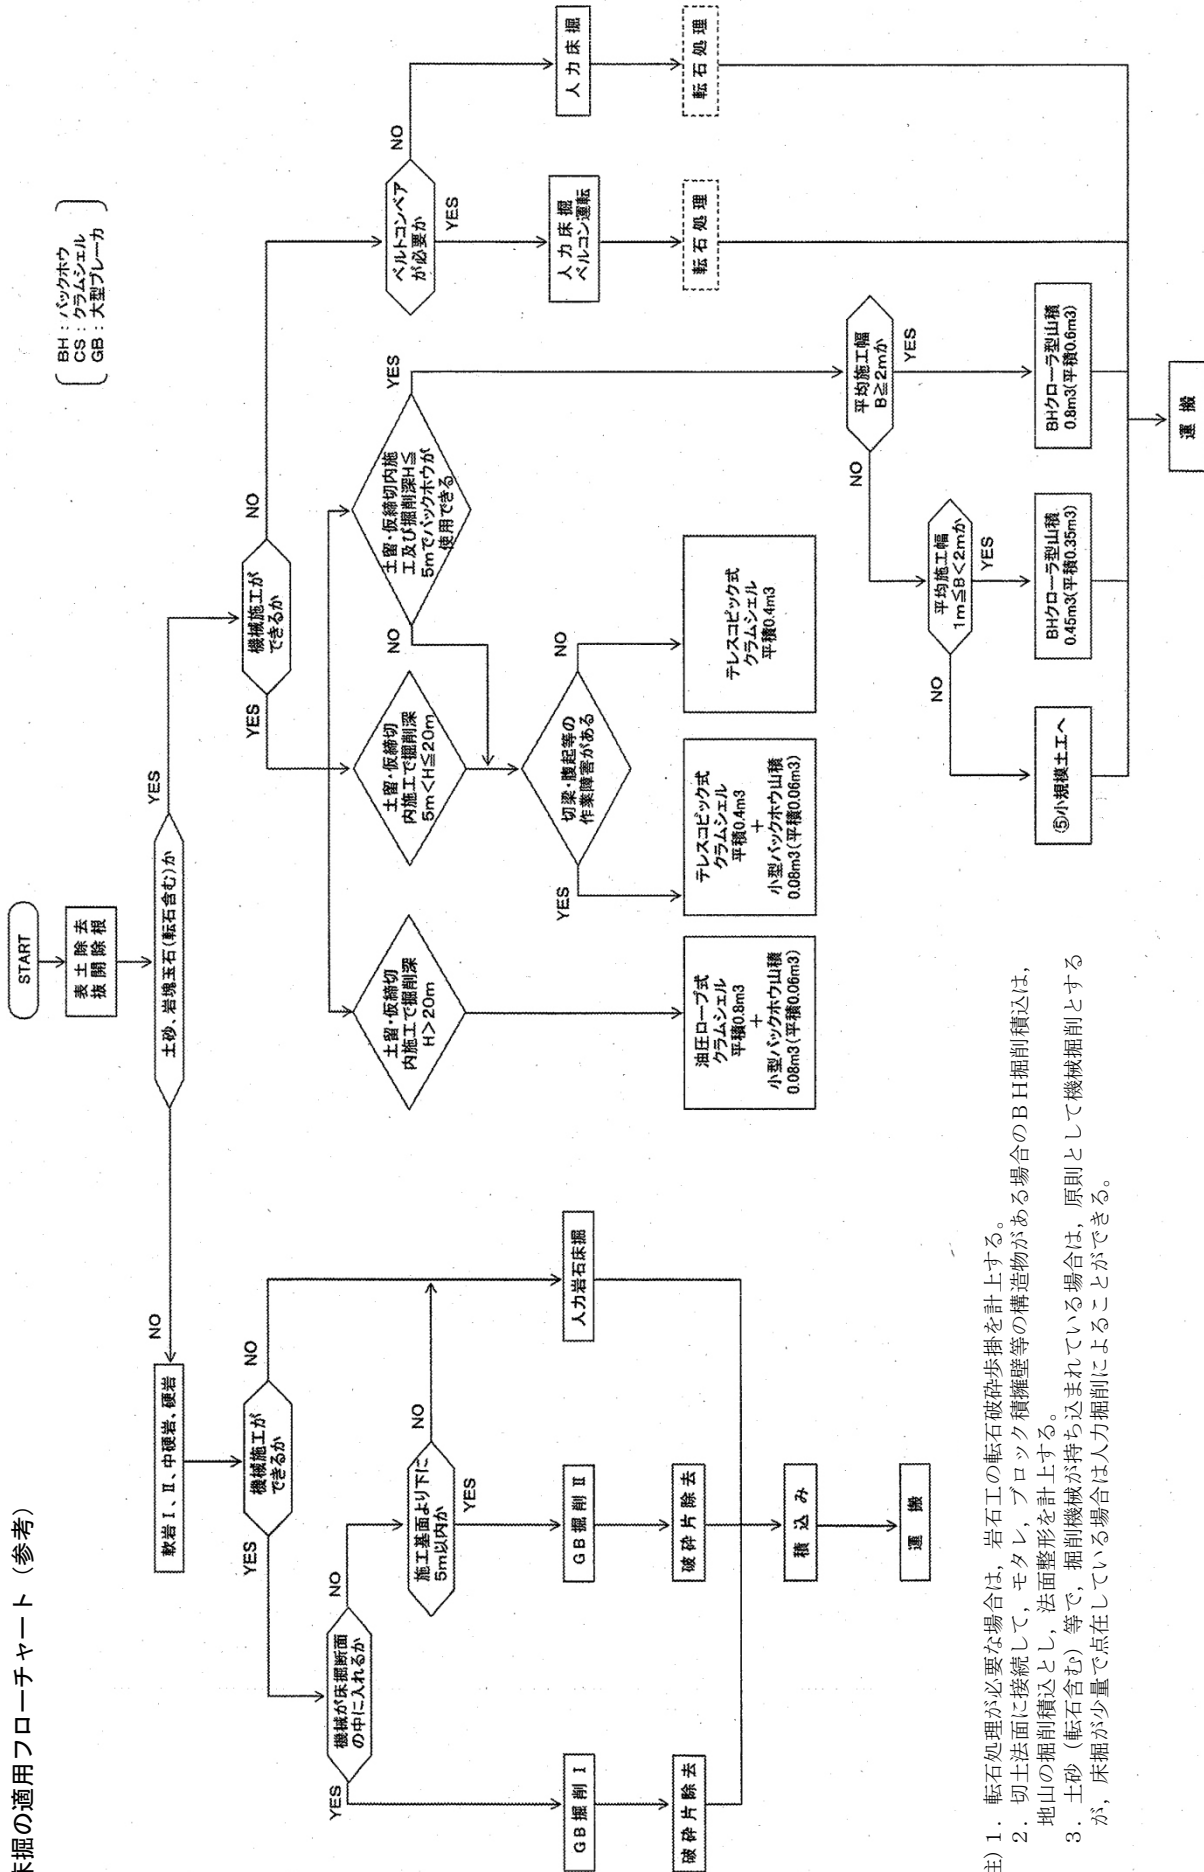 床掘の適用フローチャート（参考）
BH：バックホウ
CS：クラムシェル
GB：大型ブレーカ
START
表土除去
抜開除根
土砂、岩塊玉石(転石含む)か
NO
YES
軟岩Ⅰ、Ⅱ、中硬岩、硬岩
機械施工が
できるか
YES
NO
機械が床掘断面
の中に入れるか
YES
NO
施工基面より下に
5m以内か
NO
YES
GB掘削Ⅰ
GB掘削Ⅱ
人力岩石床掘
破砕片除去
破砕片除去
積込み
運搬
機械施工が
できるか
YES
NO
土留・仮締切
内施工で掘削深
H＞20m
土留・仮締切
内施工で掘削深
5m＜H≦20m
土留・仮締切内施
工及び掘削深H≦
5mでバックホウが
使用できる
NO
YES
切梁・腹起等の
作業障害がある
YES
NO
油圧ロープ式
クラムシェル
平積0.8m3
＋
小型バックホウ山積
0.08m3(平積0.06m3)
テレスコピック式
クラムシェル
平積0.4m3
＋
小型バックホウ山積
0.08m3(平積0.06m3)
テレスコピック式
クラムシェル
平積0.4m3
ベルトコンベア
が必要か
YES
NO
人力床掘
ベルコン運転
人力床掘
転石処理
転石処理
平均施工幅
B≧2mか
NO
YES
平均施工幅
1m≦B＜2mか
NO
YES
⑤小規模土工へ
BHクローラ型山積
0.45m3(平積0.35m3)
BHクローラ型山積
0.8m3(平積0.6m3)
運搬
注）1．転石処理が必要な場合は，岩石工の転石破砕歩掛を計上する。
2．切土法面に接続して，モタレ，ブロック積擁壁等の構造物がある場合のＢＨ掘削積込は，
地山の掘削積込とし，法面整形を計上する。
3．土砂（転石含む）等で，掘削機械が持ち込まれている場合は，原則として機械掘削とする
が，床掘が少量で点在している場合は人力掘削によることができる。